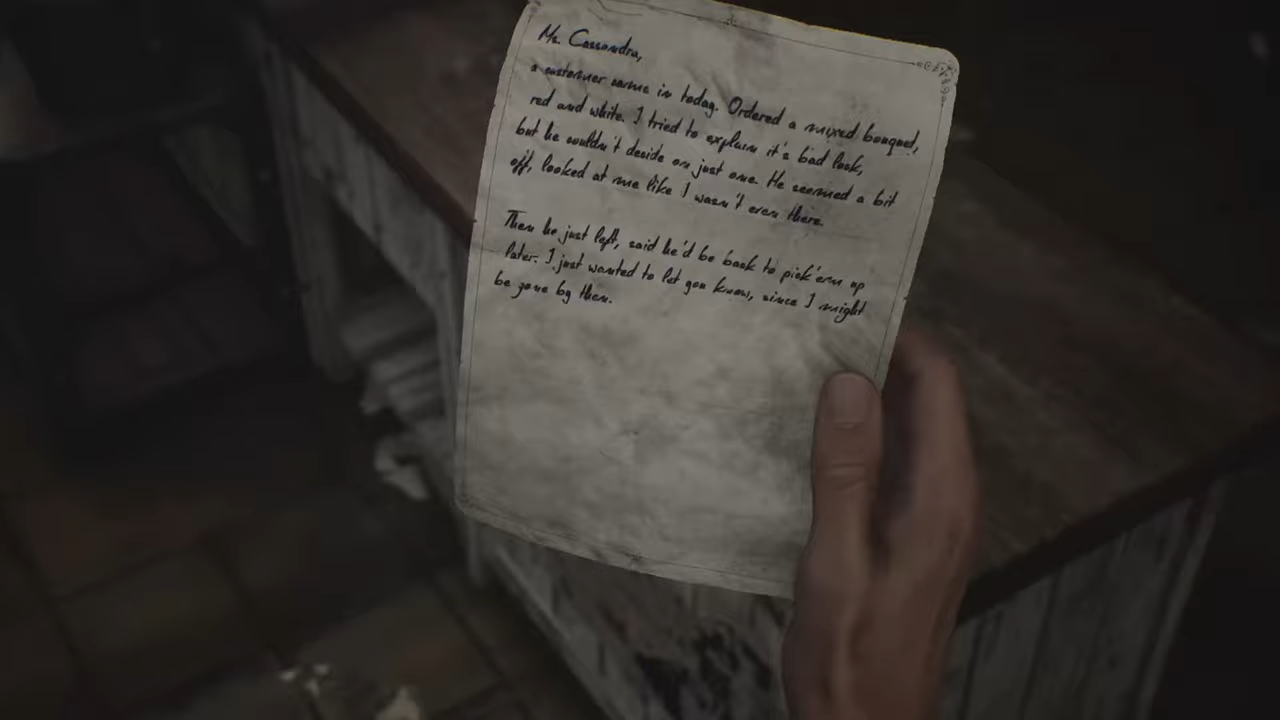 Ms. Cassandra,
a customer came in today. Ordered a mixed bouquet,
red and white. I tried to explain it's bad luck,
but he couldn't decide on just one. He seemed a bit
off, looked at me like I wasn't even there.
Then he just left, said he'd be back to pick'em up
later. I just wanted to let you know, since I might
be gone by then.